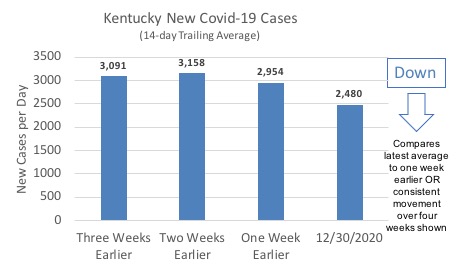 Kentucky New Covid-19 Cases
(14-day Trailing Average)
New Cases per Day
3500
3000
2500
2000
1500
1000
500
0
3,091
3,158
2,954
2,480
Three Weeks
Earlier
Two Weeks
Earlier
One Week
Earlier
12/30/2020
Down
Compares
latest average
to one week
earlier OR
consistent
movement
over four
weeks shown